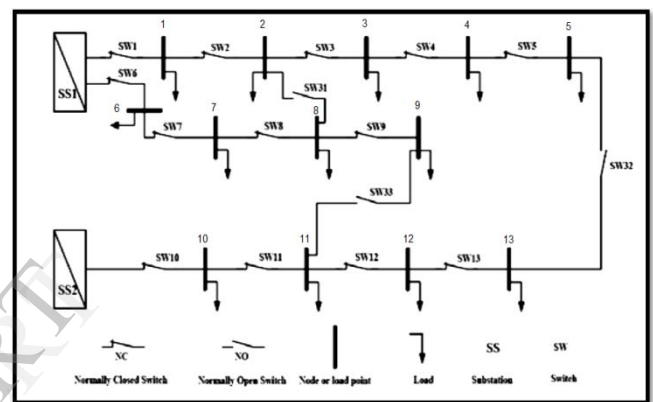 1 2 3 4 5
SW1 SW2 SW3 SW4 SW5
SS1
SW6
SW31
6 7 8 9
SW7 SW8 SW9
SW32
SW33
10 11 12 13
SS2
SW10 SW11 SW12 SW13
SS SW
NC NO
Normally Closed Switch Normally Open Switch Node or load point Load Substation Switch